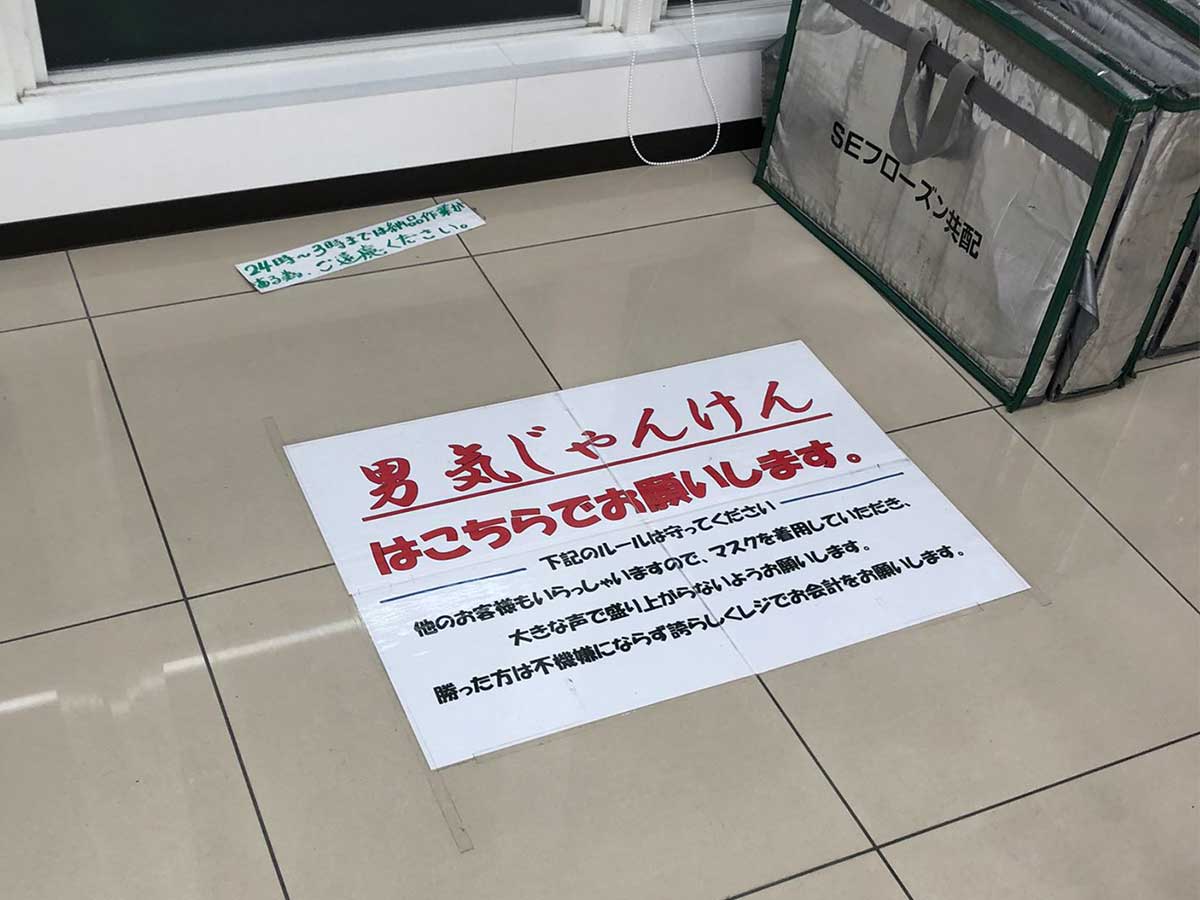 24時～3時までは納品作業が
ある為、ご遠慮ください。
SEフローズン共配
男気じゃんけん
はこちらでお願いします。
下記のルールは守ってください
他のお客様もいらっしゃいますので、マスクを着用していただき、
大きな声で盛り上がらないようお願いします。
勝った方は不機嫌にならず誇らしくレジでお会計をお願いします。